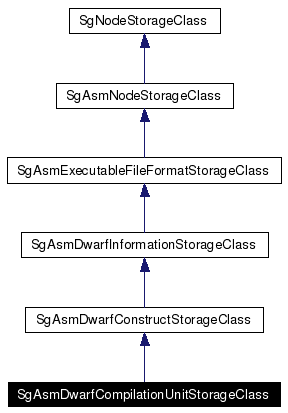 SgNodeStorageClass
SgAsmNodeStorageClass
SgAsmExecutableFileFormatStorageClass
SgAsmDwarfInformationStorageClass
SgAsmDwarfConstructStorageClass
SgAsmDwarfCompilationUnitStorageClass